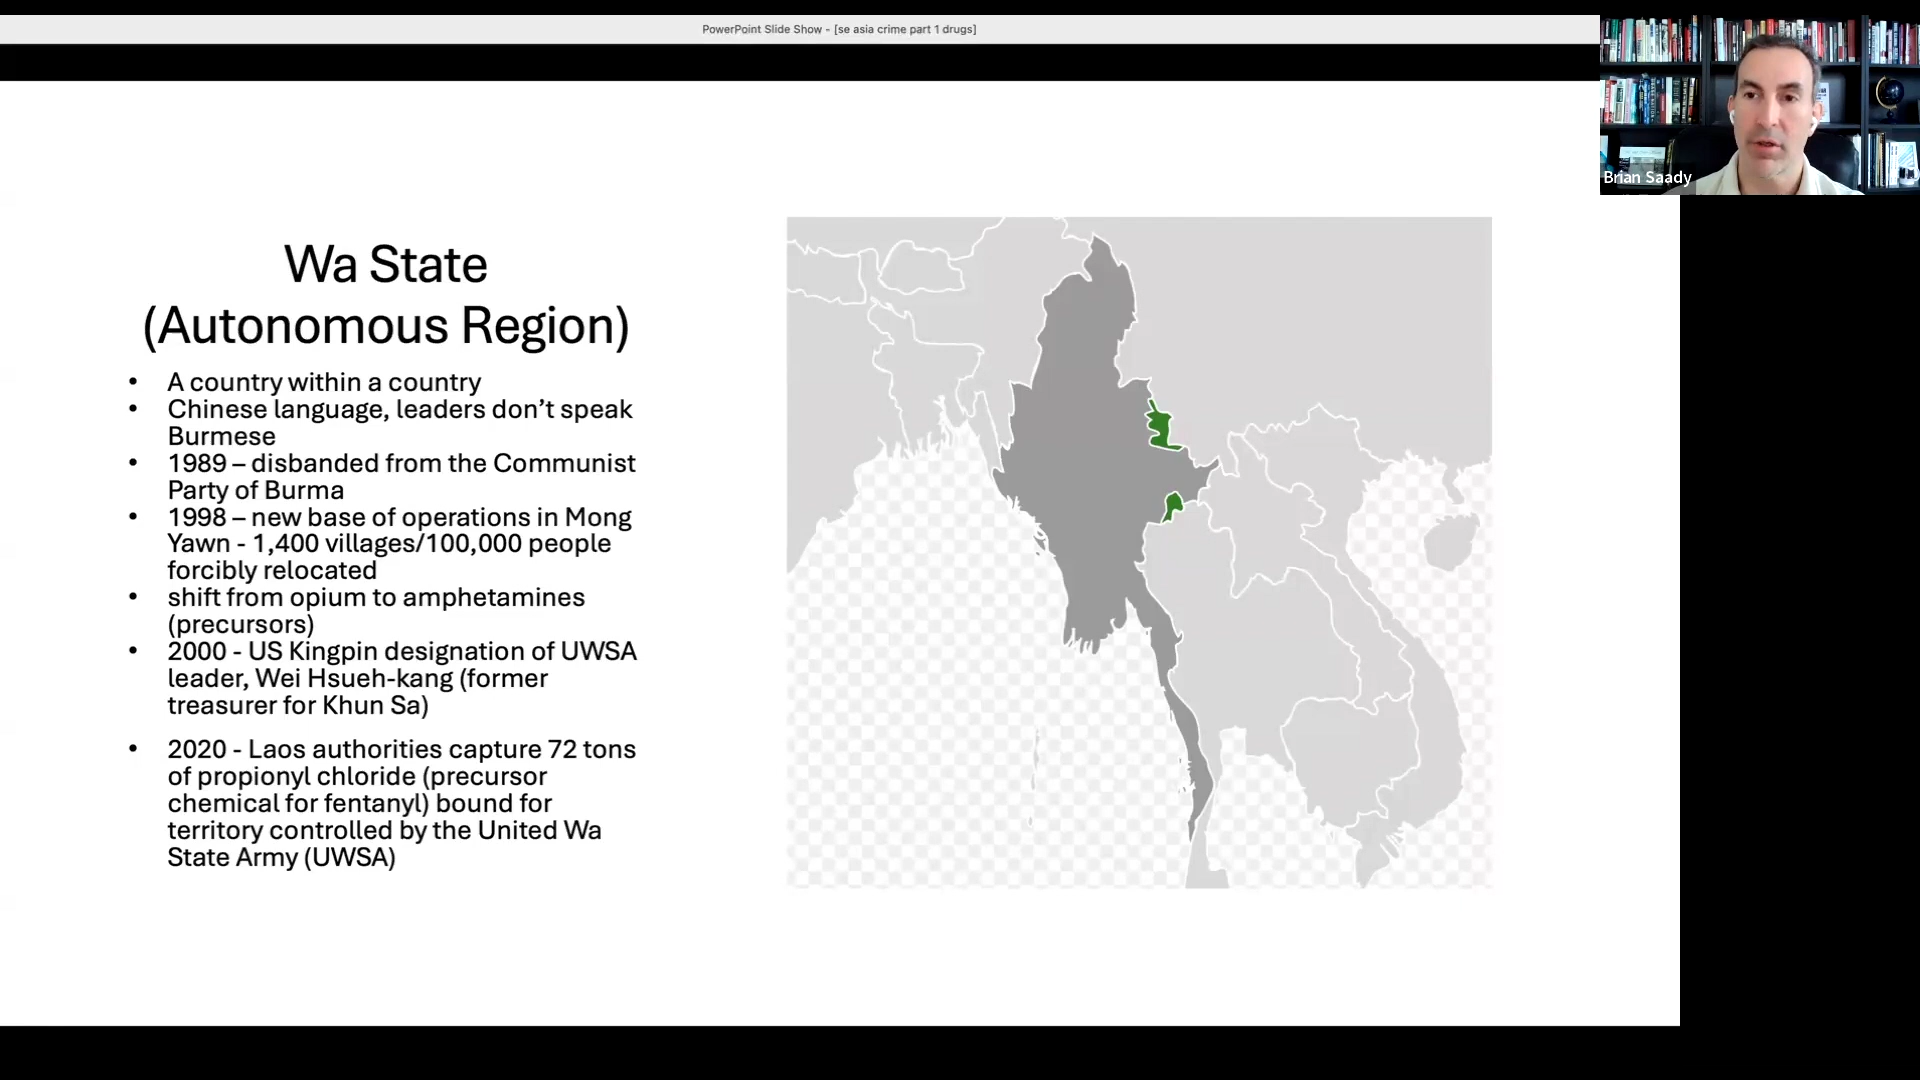 PowerPoint Slide Show - [se asia crime part 1 drugs]
Brian Saady
Wa State
(Autonomous Region)
• A country within a country
• Chinese language, leaders don’t speak
Burmese
• 1989 – disbanded from the Communist
Party of Burma
• 1998 – new base of operations in Mong
Yawn - 1,400 villages/100,000 people
forcibly relocated
• shift from opium to amphetamines
(precursors)
• 2000 - US Kingpin designation of UWSA
leader, Wei Hsueh-kang (former
treasurer for Khun Sa)
• 2020 - Laos authorities capture 72 tons
of propionyl chloride (precursor
chemical for fentanyl) bound for
territory controlled by the United Wa
State Army (UWSA)